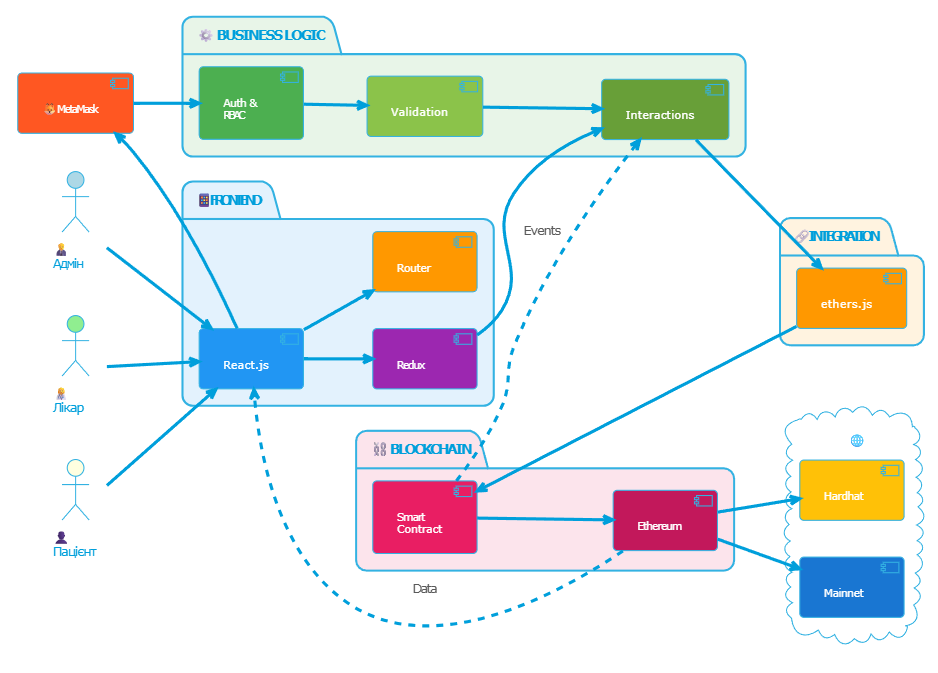 BUSINESS LOGIC
MetaMask
Auth &
RBAC
Validation
Interactions
Адмін
FRONTEND
Router
Events
INTEGRATION
ethers.js
React.js
Redux
Лікар
BLOCKCHAIN
Smart
Contract
Ethereum
Hardhat
Пацієнт
Data
Mainnet